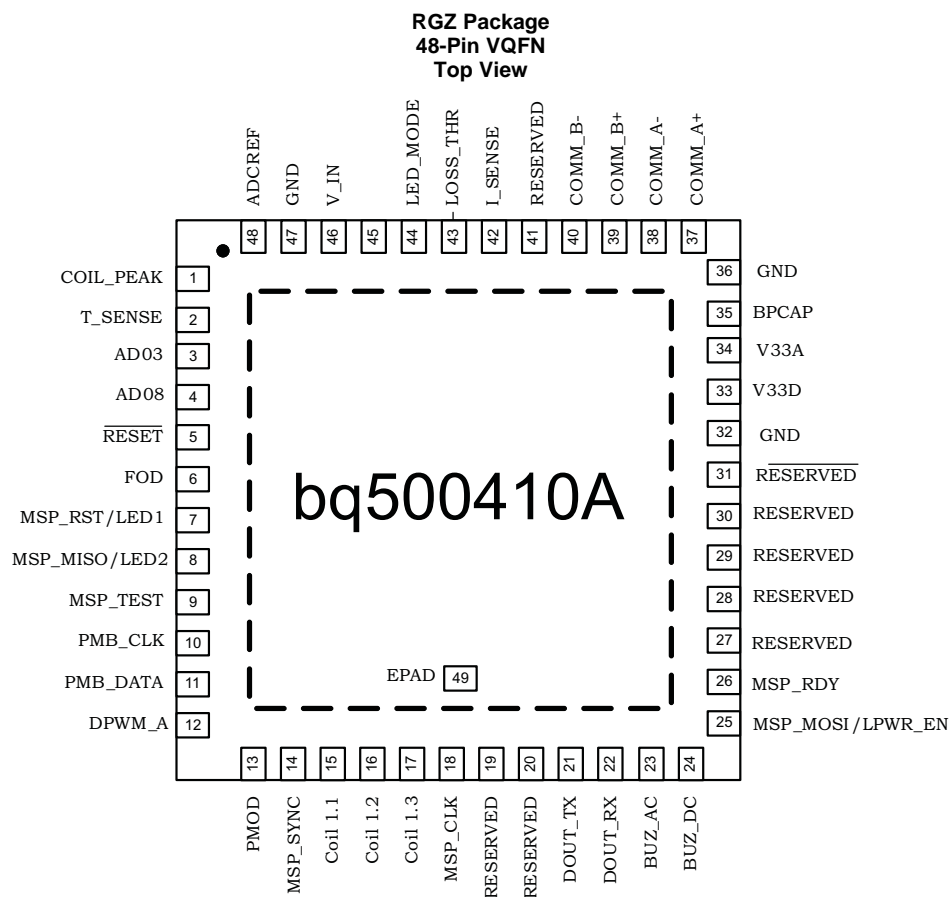 RGZ Package
48-Pin VQFN
Top View
ADCREF
GND
V_IN
LED_MODE
LOSS_THR
I_SENSE
RESERVED
COMM_B-
COMM_B+
COMM_A-
COMM_A+
48 47 46 45 44 43 42 41 40 39 38 37
COIL_PEAK 1
T_SENSE 2
AD03 3
AD08 4
RESET 5
FOD 6
MSP_RST/LED1 7
MSP_MISO/LED2 8
MSP_TEST 9
PMB_CLK 10
PMB_DATA 11
DPWM_A 12
bq500410A
EPAD 49
36 GND
35 BPCAP
34 V33A
33 V33D
32 GND
31 RESERVED
30 RESERVED
29 RESERVED
28 RESERVED
27 RESERVED
26 MSP_RDY
25 MSP_MOSI/LPWR_EN
13 14 15 16 17 18 19 20 21 22 23 24
PMOD
MSP_SYNC
Coil 1.1
Coil 1.2
Coil 1.3
MSP_CLK
RESERVED
RESERVED
DOUT_TX
DOUT_RX
BUZ_AC
BUZ_DC